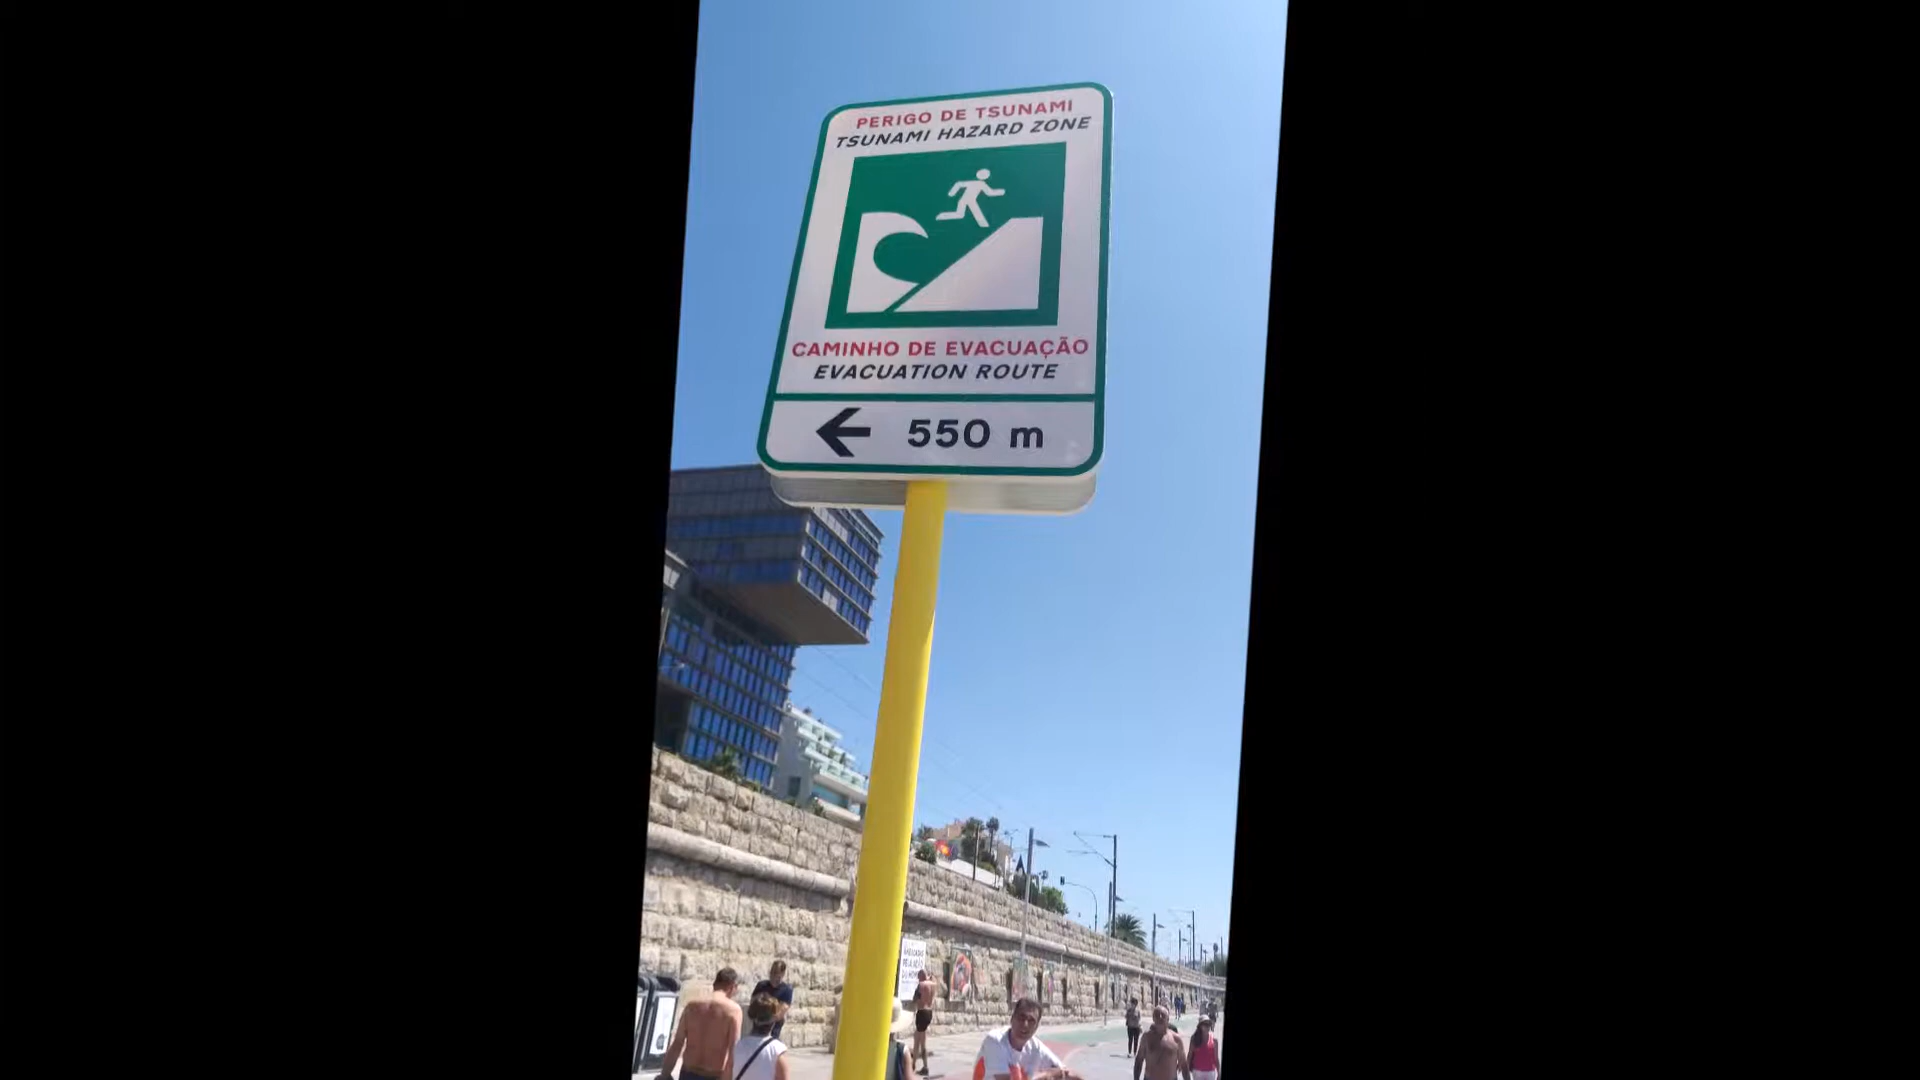 PERIGO DE TSUNAMI
TSUNAMI HAZARD ZONE
CAMINHO DE EVACUAÇÃO
EVACUATION ROUTE
550 m